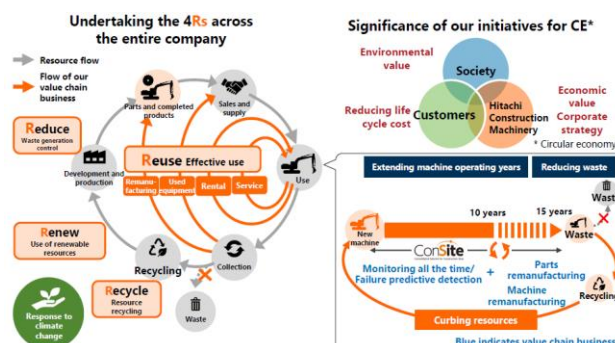 Undertaking the 4Rs across
the entire company
Resource flow
Flow of our
value chain
business
Parts and completed
products
Sales and
supply
Reduce
Waste generation
control
Development and
production
Reuse Effective use
Remanu-
facturing
Used
equipment
Rental
Service
Use
Renew
Use of renewable
resources
Recycling
Collection
Recycle
Resource
recycling
Waste
Response to
climate
change
Significance of our initiatives for CE*
Environmental
value
Society
Reducing life
cycle cost
Customers
Hitachi
Construction
Machinery
Economic
value
Corporate
strategy
* Circular economy
Extending machine operating years
Reducing waste
Waste
10 years
15 years
New
machine
Waste
ConSite
Monitoring all the time/
Failure predictive detection
+
Parts
remanufacturing
Machine
remanufacturing
Recycling
Curbing resources
Blue indicates value chain business